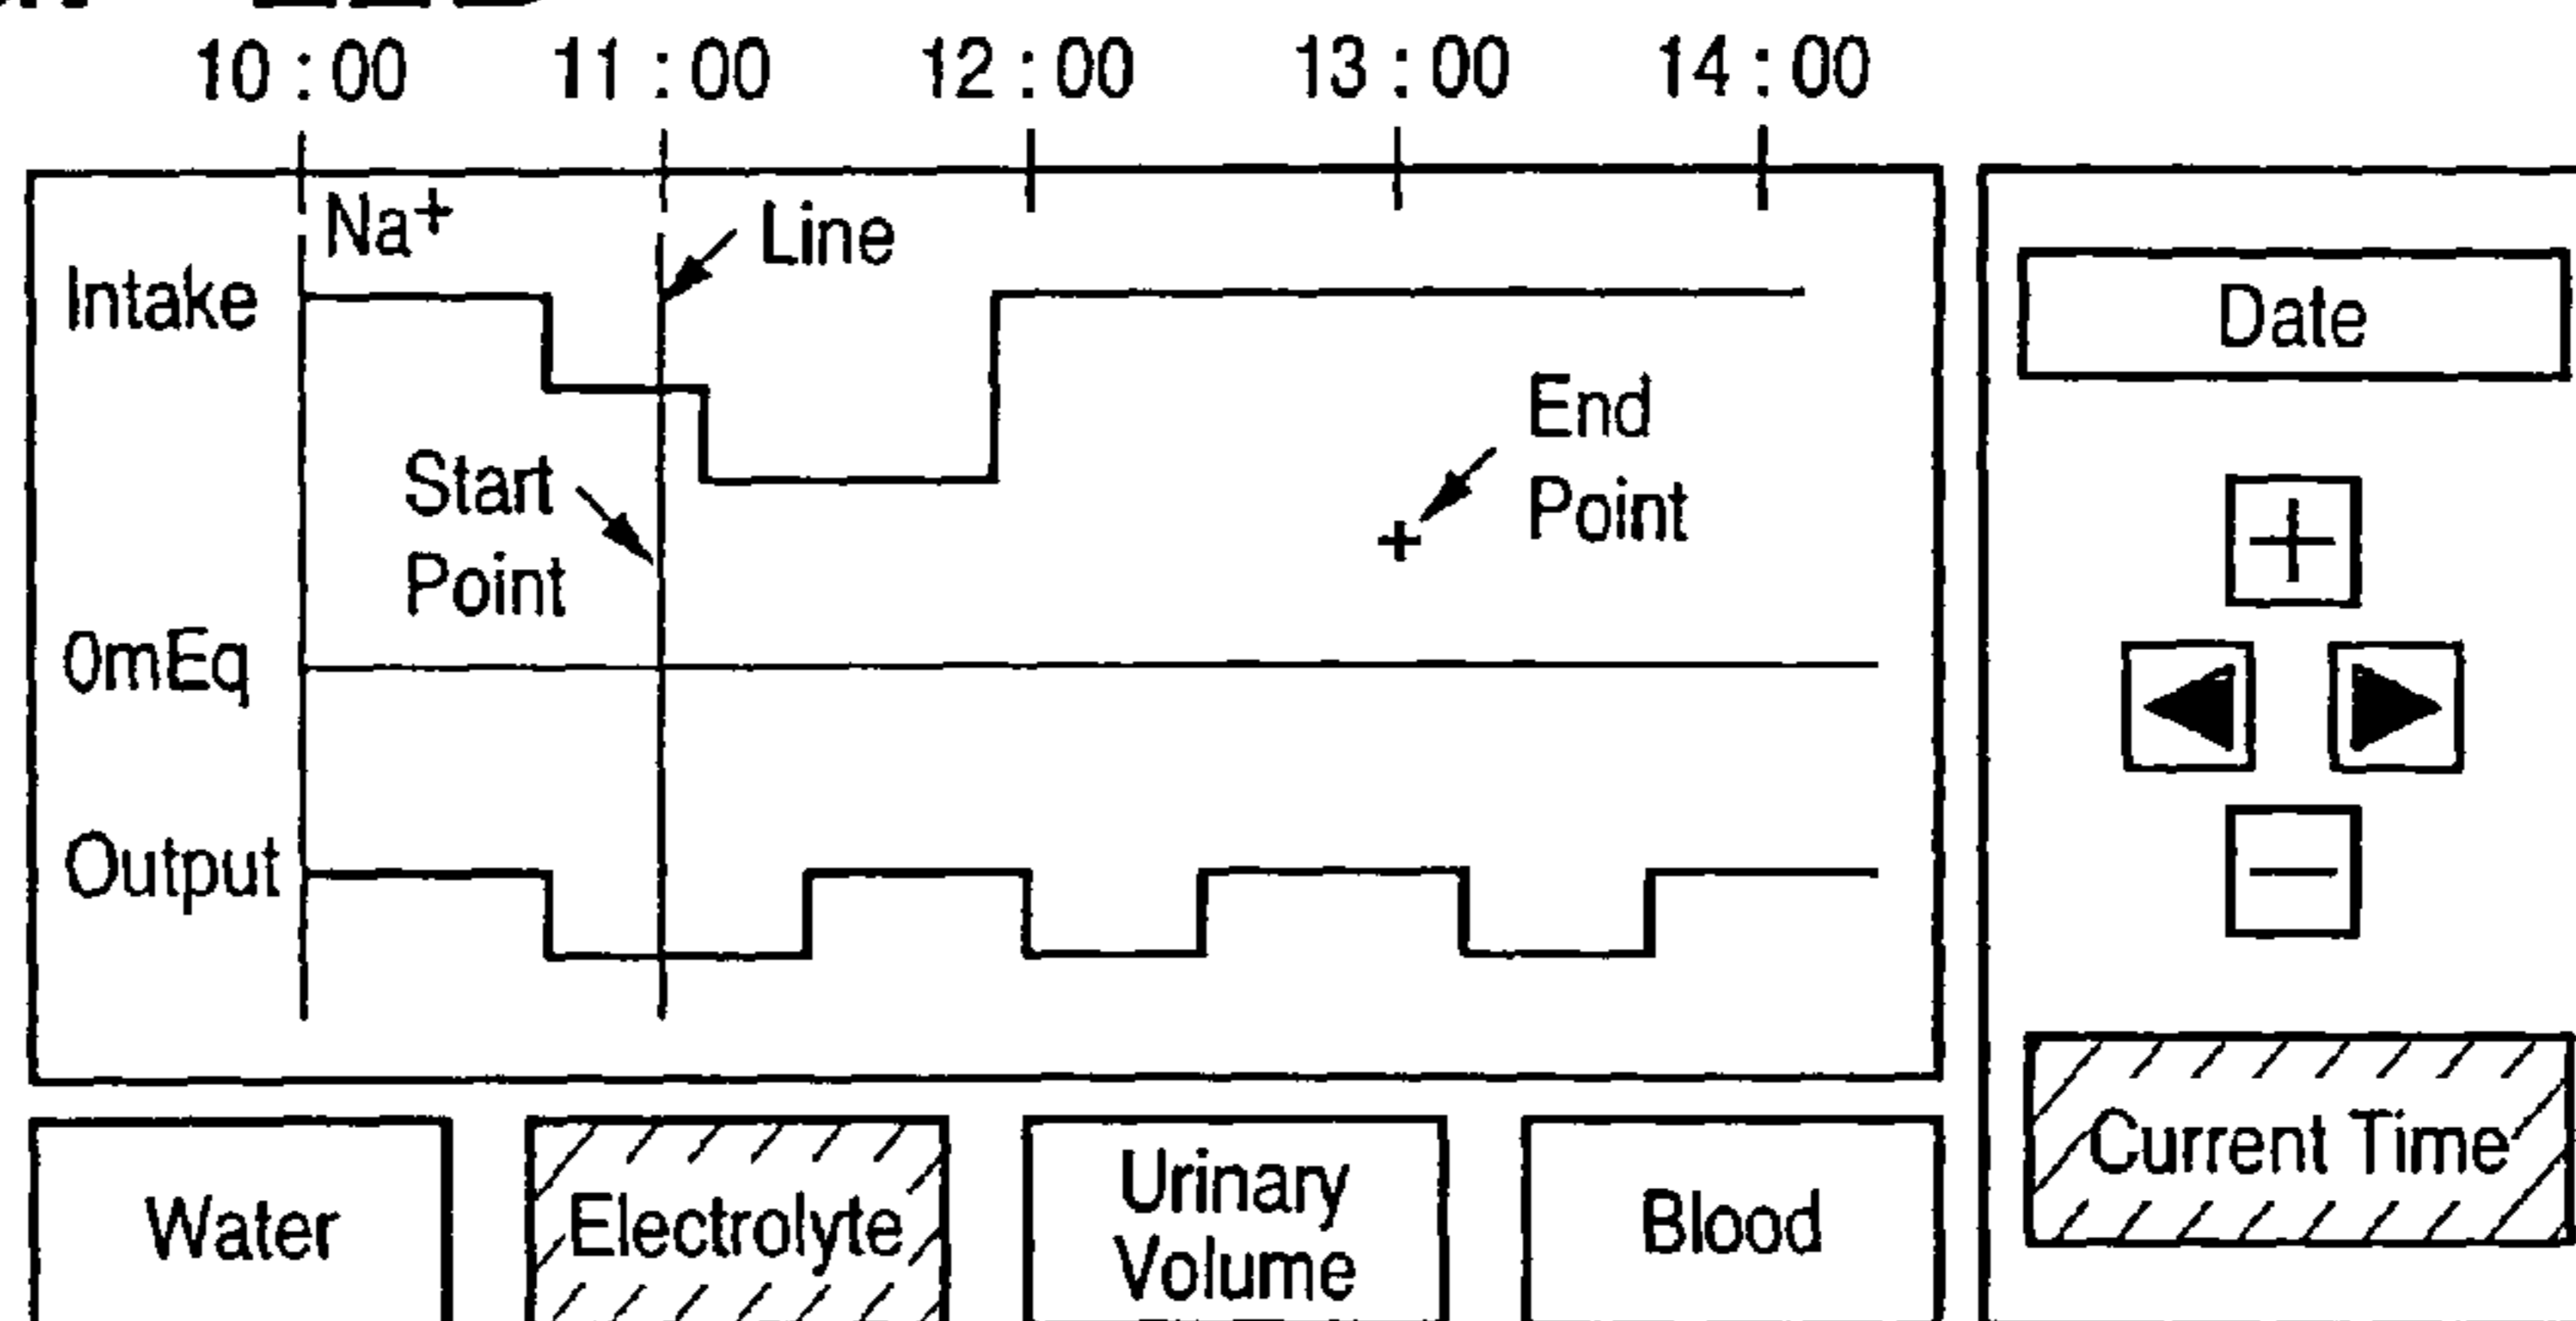 10 : 00 11 : 00 12 : 00 13 : 00 14 : 00
Na+
Line
Intake
Date
End
Point
Start
Point
+
0mEq
Output
−
Current Time
Water
Electrolyte
Urinary
Volume
Blood